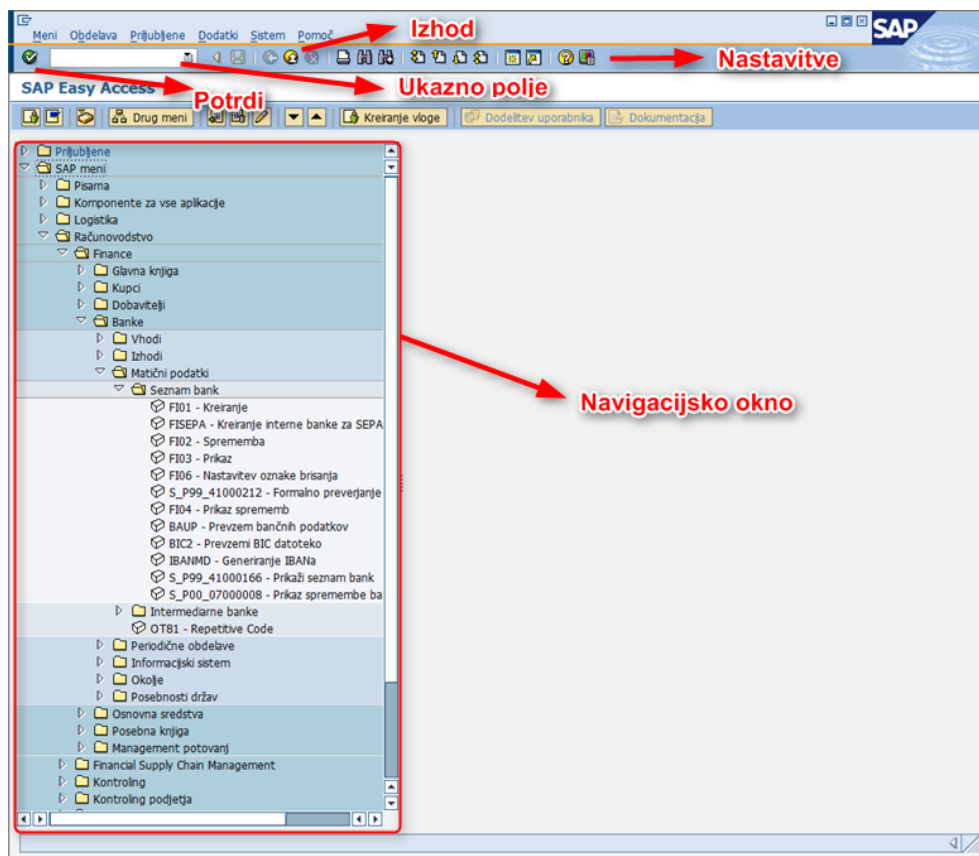 Meni Obdelava Priljubljene Dodatki Sistem Pomoč
Izhod
SAP
Nastavitve
SAP Easy Access
Potrdi
Ukazno polje
Drug meni
Kreiranje vloge
Dodelitev uporabnika
Dokumentacija
Priljubljene
SAP meni
Pisarna
Komponente za vse aplikacije
Logistika
Računovodstvo
Finance
Glavna knjiga
Kupci
Dobavitelji
Banke
Vhodi
Izhodi
Matični podatki
Seznam bank
FI01 - Kreiranje
FISEPA - Kreiranje interne banke za SEPA
FI02 - Sprememba
FI03 - Prikaz
FI06 - Nastavitev oznake brisanja
S_P99_41000212 - Formalno preverjanje
FI04 - Prikaz sprememb
BAUP - Prevzem bančnih podatkov
BIC2 - Prevzemi BIC datoteko
IBANMD - Generiranje IBANa
S_P99_41000166 - Prikaži seznam bank
S_P00_07000008 - Prikaz spremembe ba
Intermediarne banke
OT81 - Repetitive Code
Periodične obdelave
Informacijski sistem
Okolje
Posebnosti držav
Osnovna sredstva
Posebna knjiga
Management potovanj
Financial Supply Chain Management
Kontroling
Kontroling podjetja
Navigacijsko okno